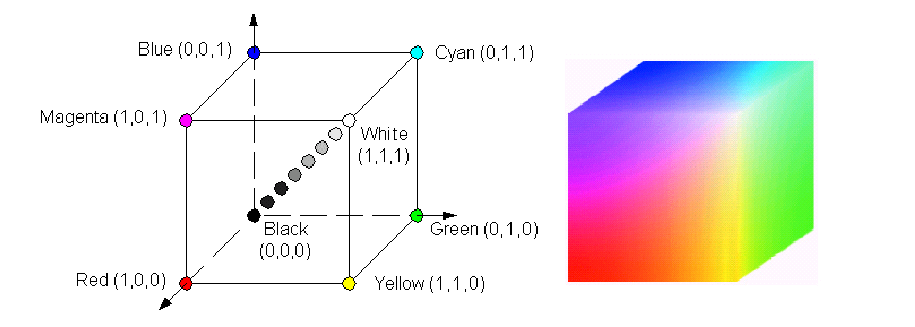 Blue (0,0,1)
Cyan (0,1,1)
Magenta (1,0,1)
White
(1,1,1)
Black
(0,0,0)
Green (0,1,0)
Red (1,0,0)
Yellow (1,1,0)